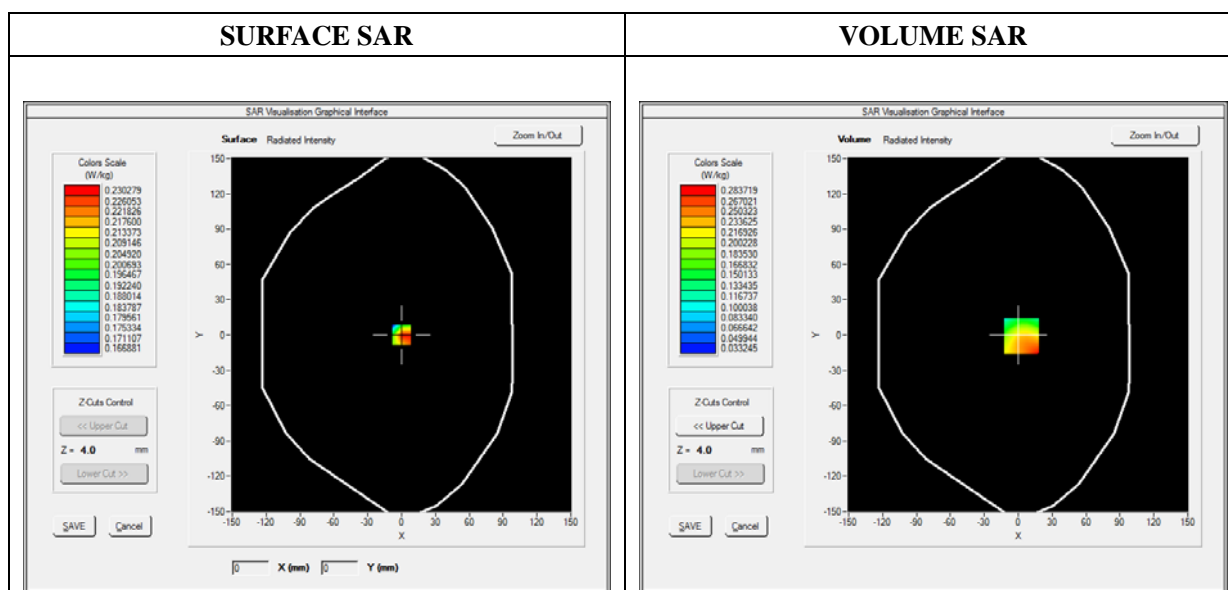 SURFACE SAR
VOLUME SAR
SAR Visualisation Graphical Interface
Surface Radiated Intensity
Zoom In/Out
Colors Scale
(W/kg)
0.230279
0.226053
0.221826
0.217600
0.213373
0.209146
0.204920
0.200693
0.196467
0.192240
0.188014
0.183787
0.179561
0.175334
0.171107
0.166881
150
120
90
60
30
0
-30
-60
-90
-120
-150
Y
-150 -120 -90 -60 -30 0 30 60 90 120 150
X
Z-Cuts Control
<< Upper Cut
Z = 4.0 mm
Lower Cut >>
SAVE Cancel
0 X (mm) 0 Y (mm)
SAR Visualisation Graphical Interface
Volume Radiated Intensity
Zoom In/Out
Colors Scale
(W/kg)
0.283719
0.267021
0.250323
0.233625
0.216926
0.200228
0.183530
0.166832
0.150133
0.133435
0.116737
0.100038
0.083340
0.066642
0.049944
0.033245
150
120
90
60
30
0
-30
-60
-90
-120
-150
Y
-150 -120 -90 -60 -30 0 30 60 90 120 150
X
Z-Cuts Control
<< Upper Cut
Z = 4.0 mm
Lower Cut >>
SAVE Cancel